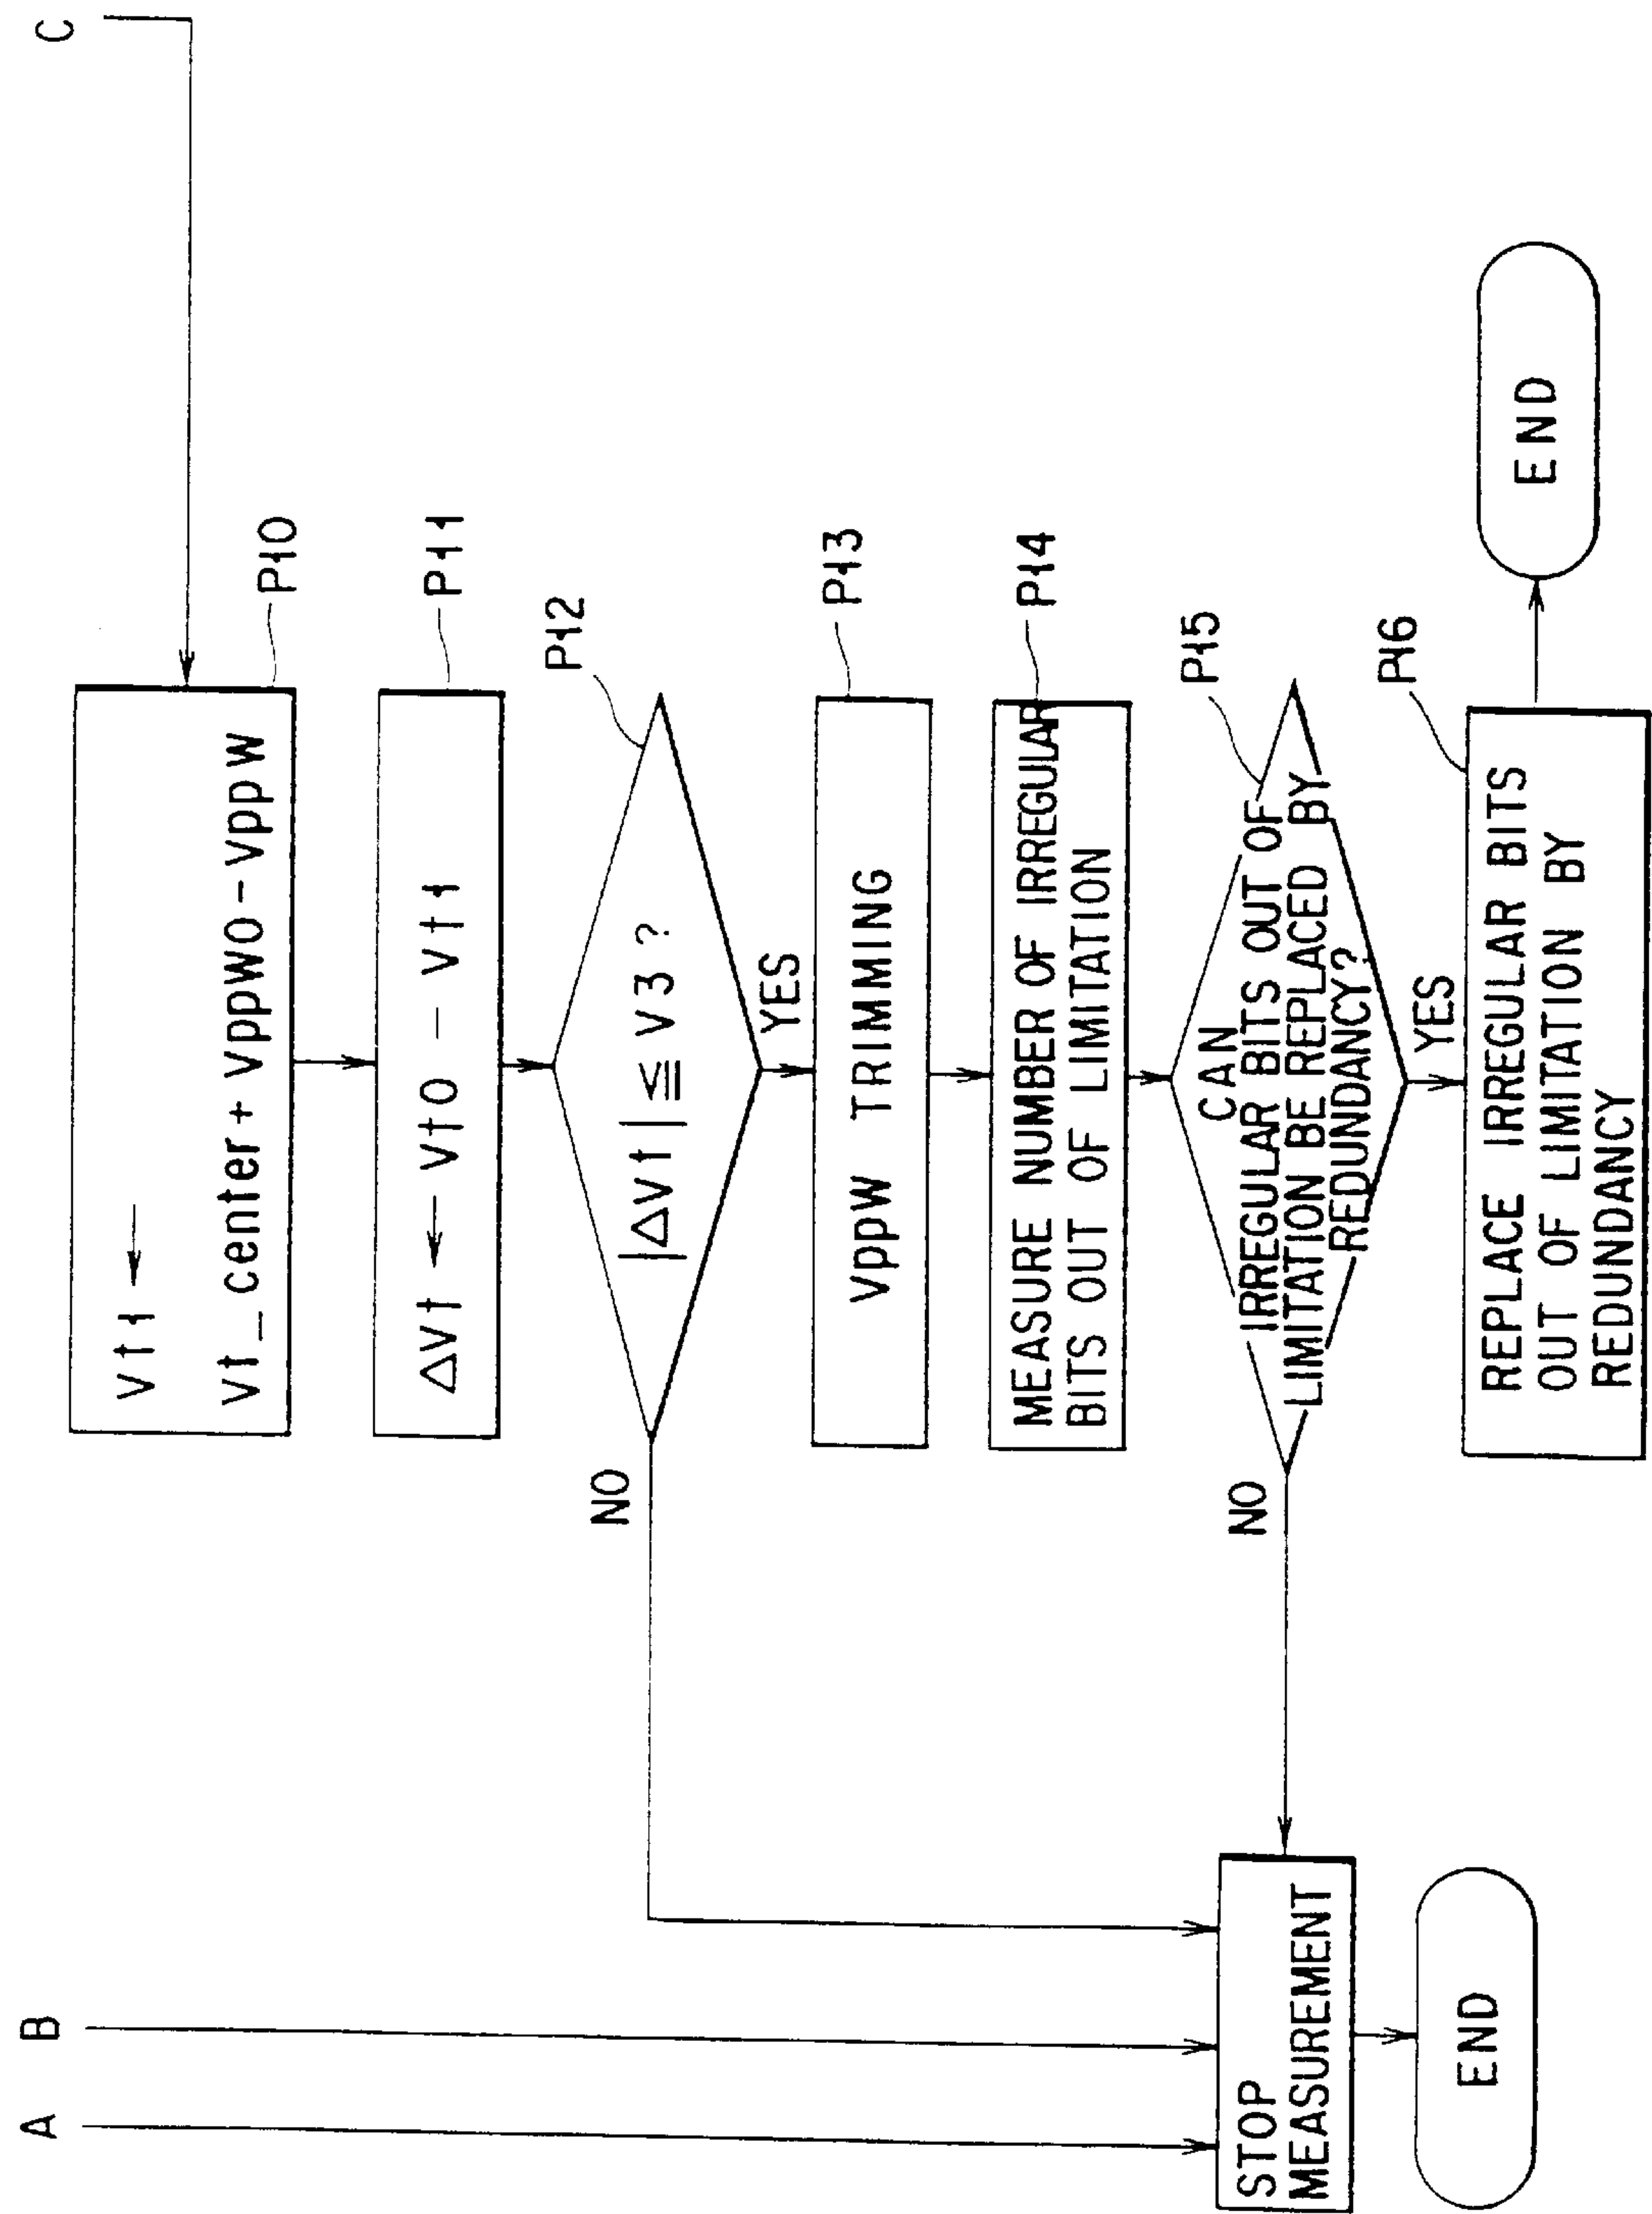 A
B
C
Vt1 ←
Vt_center + VppW0 - VppW
P10
ΔVt ← Vt0 - Vt1
P11
|ΔVt| ≦ V3 ?
P12
NO
YES
VppW TRIMMING
P13
MEASURE NUMBER OF IRREGULAR
BITS OUT OF LIMITATION
P14
CAN
IRREGULAR BITS OUT OF
LIMITATION BE REPLACED BY
REDUNDANCY?
P15
NO
YES
STOP
MEASUREMENT
END
REPLACE IRREGULAR BITS
OUT OF LIMITATION BY
REDUNDANCY
P16
END